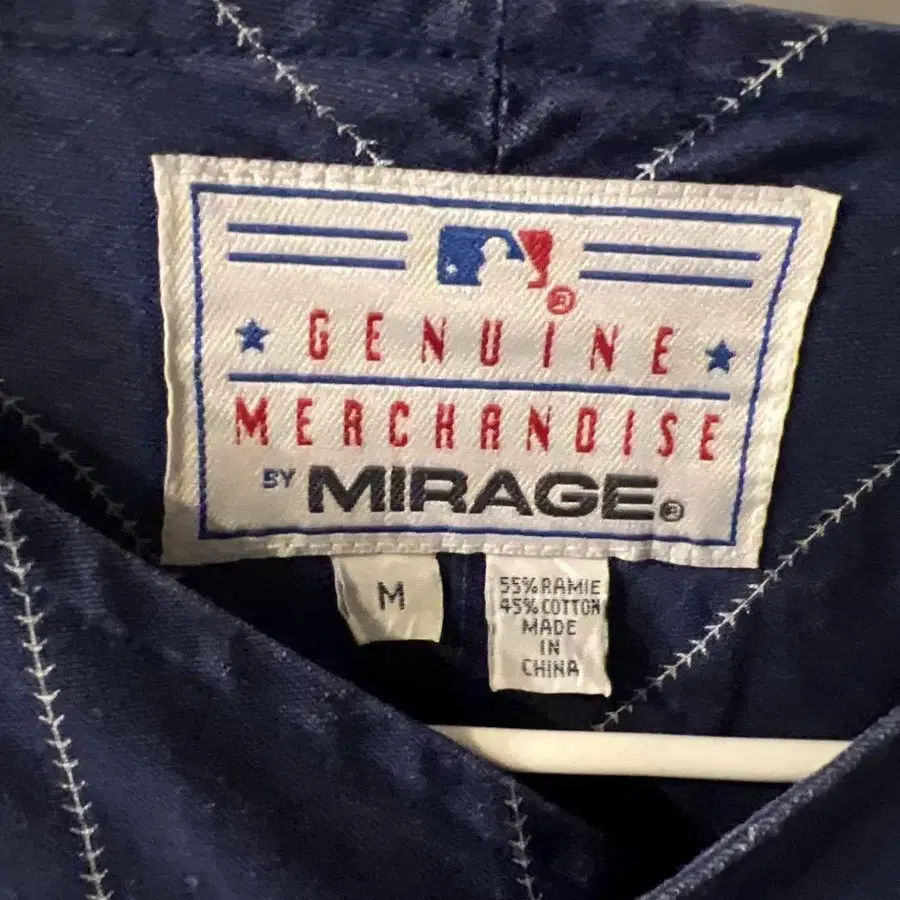 GENUINE
MERCHANDISE
BY MIRAGE®
M
55% RAMIE
45% COTTON
MADE
IN
CHINA